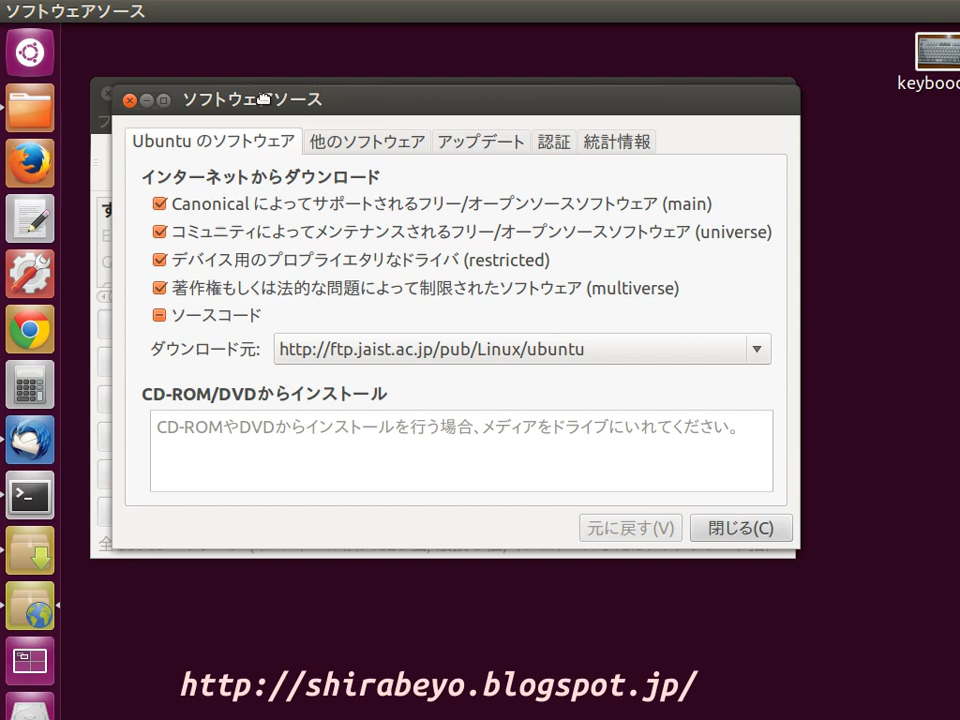 ソフトウェアソース
keybooc
ソフトウェアソース
Ubuntu のソフトウェア 他のソフトウェア アップデート 認証 統計情報
インターネットからダウンロード
Canonical によってサポートされるフリー/オープンソースソフトウェア (main)
コミュニティによってメンテナンスされるフリー/オープンソースソフトウェア (universe)
デバイス用のプロプライエタリなドライバ (restricted)
著作権もしくは法的な問題によって制限されたソフトウェア (multiverse)
ソースコード
ダウンロード元: http://ftp.jaist.ac.jp/pub/Linux/ubuntu
CD-ROM/DVDからインストール
CD-ROMやDVDからインストールを行う場合、メディアをドライブにいれてください。
元に戻す(V) 閉じる(C)
http://shirabeyo.blogspot.jp/